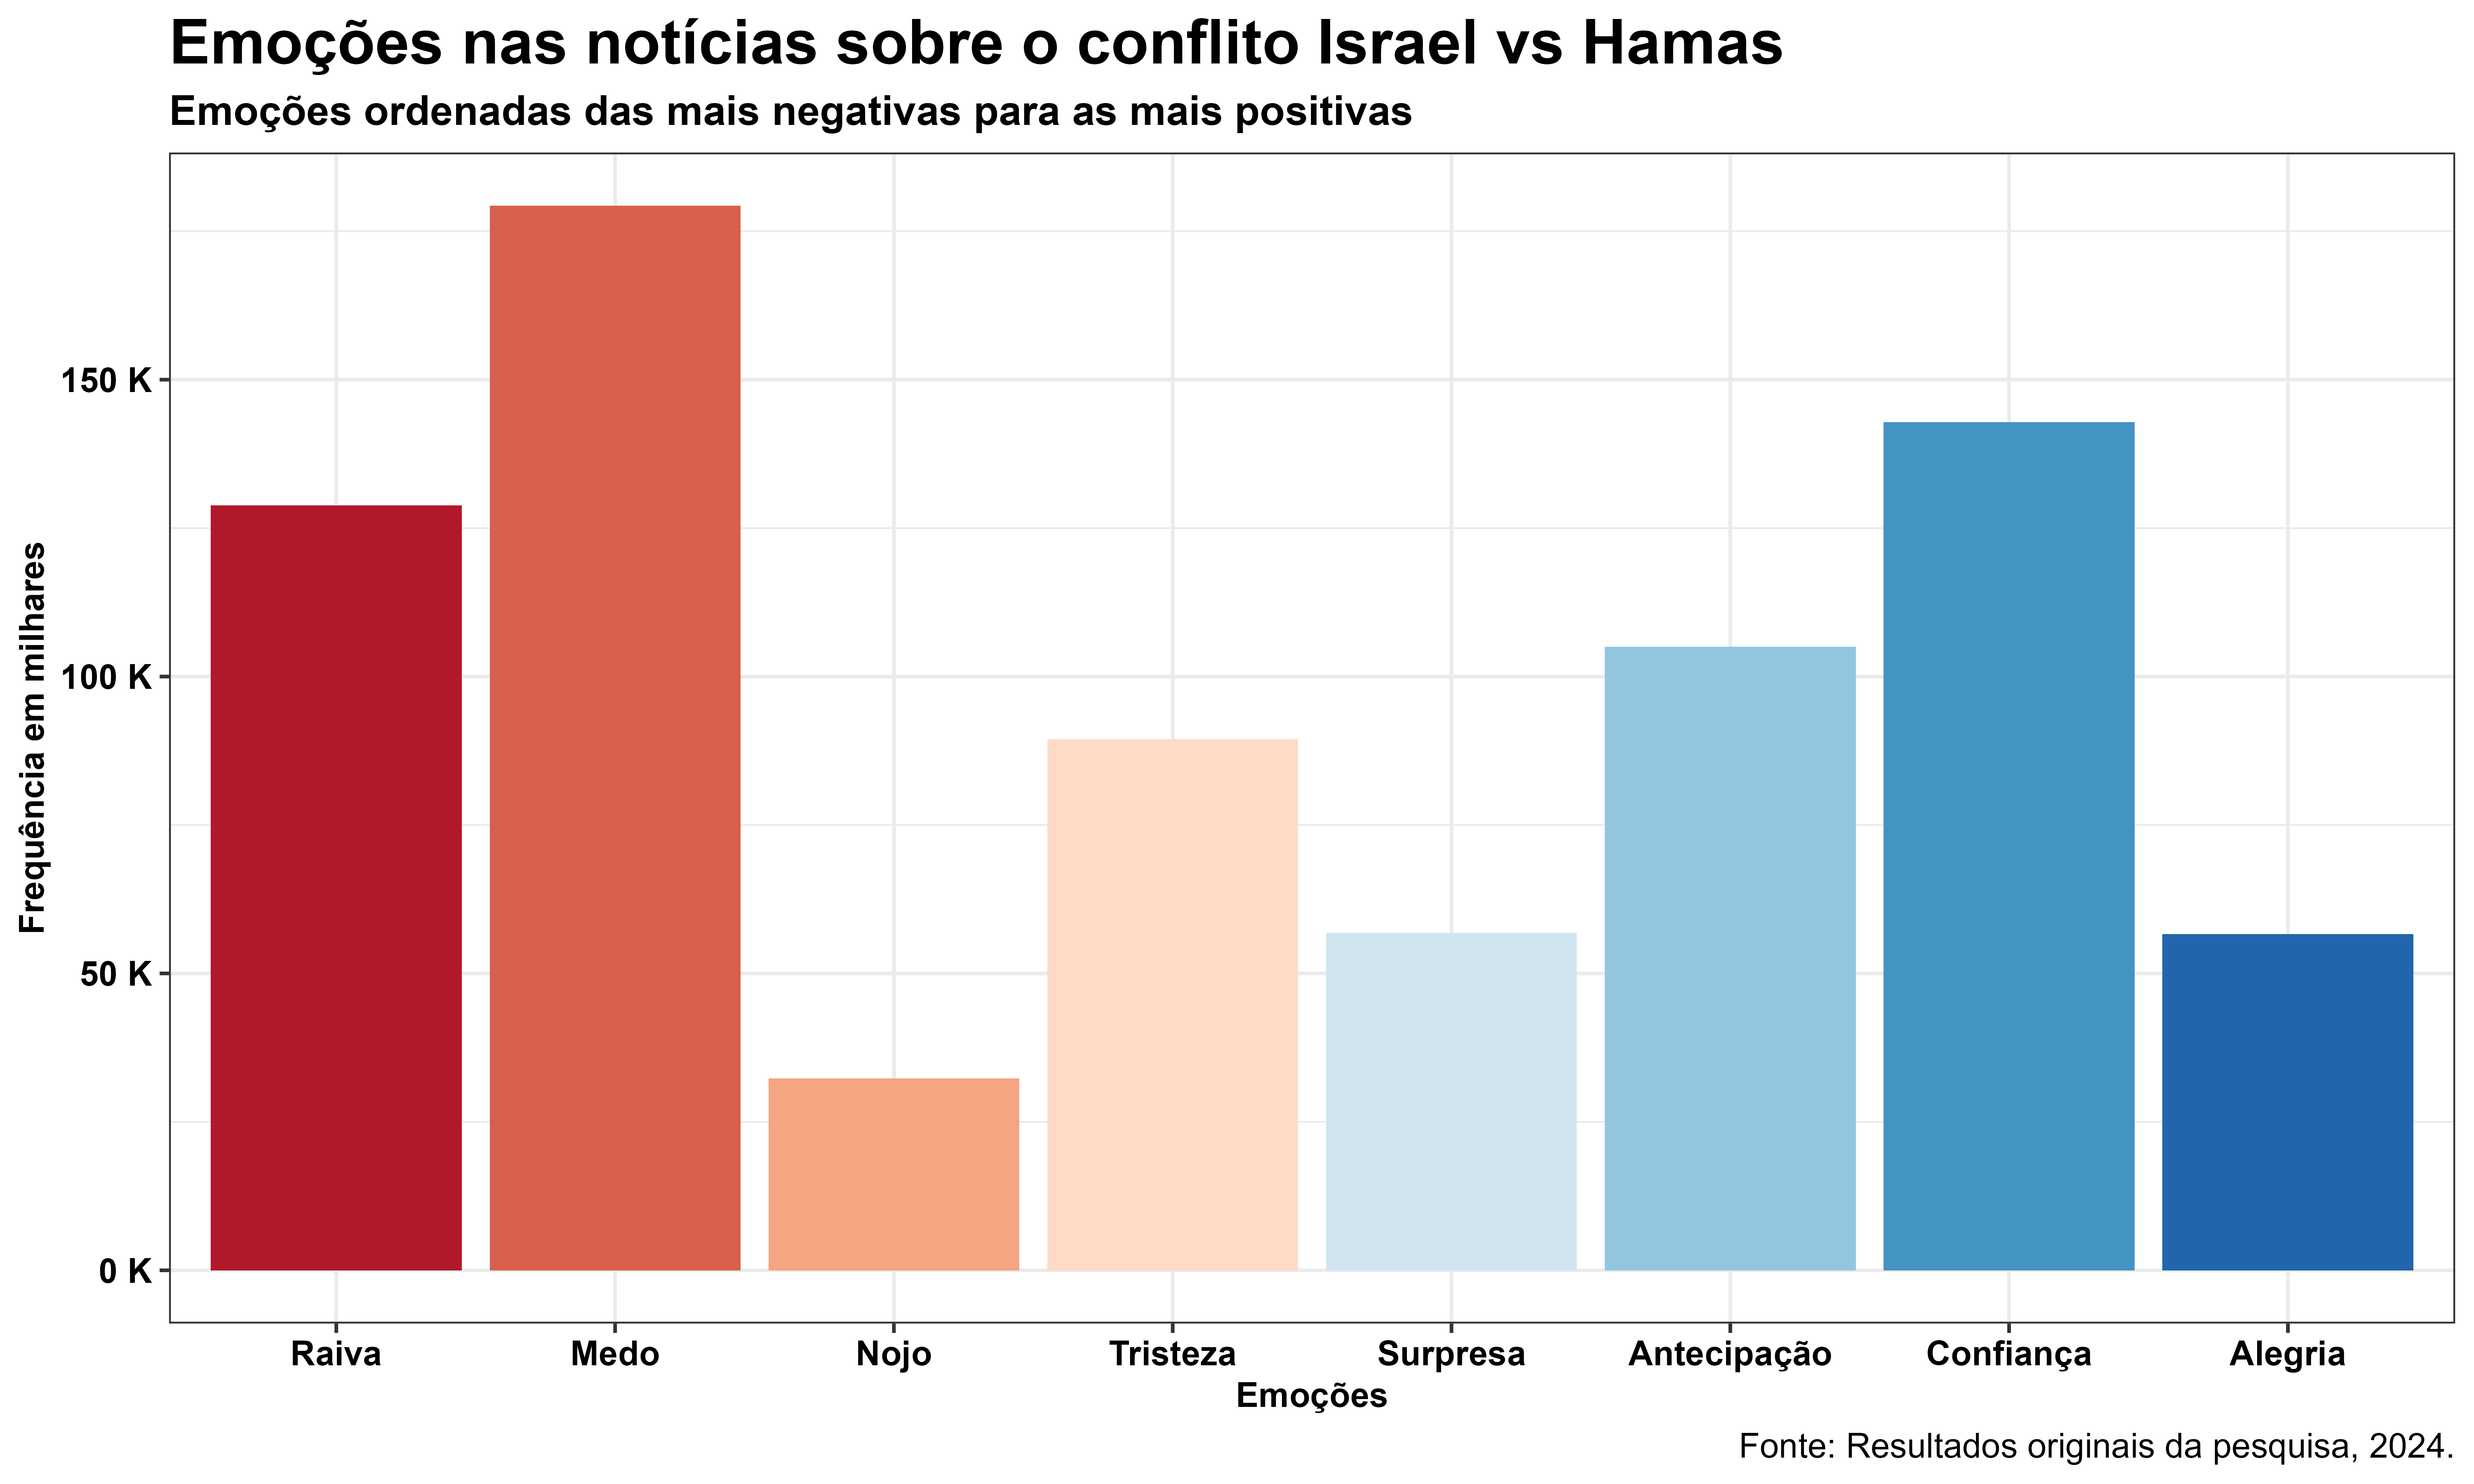 Emoções nas notícias sobre o conflito Israel vs Hamas
Emoções ordenadas das mais negativas para as mais positivas
Frequência em milhares
150 K
100 K
50 K
0 K
Raiva Medo Nojo Tristeza Surpresa Antecipação Confiança Alegria
Emoções
Fonte: Resultados originais da pesquisa, 2024.